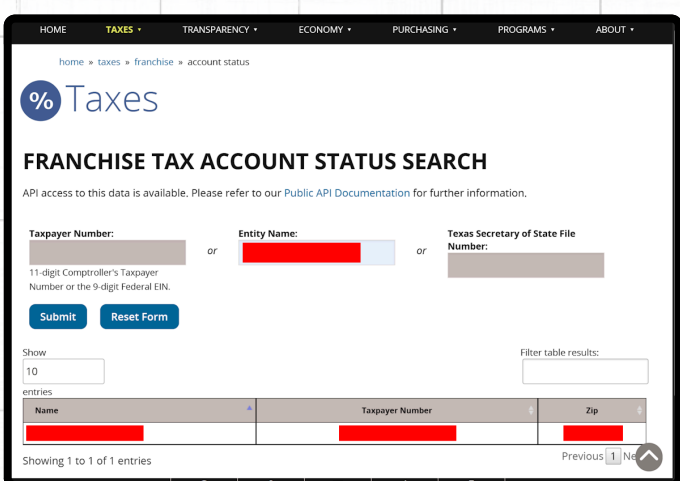 HOME TAXES TRANSPARENCY ECONOMY PURCHASING PROGRAMS ABOUT
home » taxes » franchise » account status
% Taxes
FRANCHISE TAX ACCOUNT STATUS SEARCH
API access to this data is available. Please refer to our Public API Documentation for further information.
Taxpayer Number:
11-digit Comptroller's Taxpayer
Number or the 9-digit Federal EIN.
or
Entity Name:
or
Texas Secretary of State File
Number:
Submit Reset Form
Show
10
entries
Filter table results:
Name Taxpayer Number Zip
Showing 1 to 1 of 1 entries
Previous 1